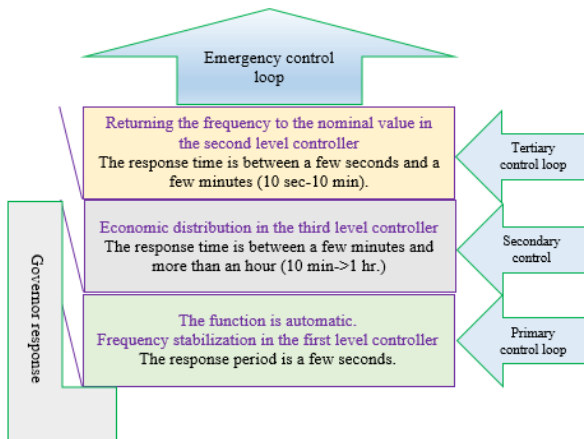 Emergency control
loop
Returning the frequency to the nominal value in
the second level controller
The response time is between a few seconds and a
few minutes (10 sec-10 min).
Tertiary
control loop
Economic distribution in the third level controller
The response time is between a few minutes and
more than an hour (10 min->1 hr.)
Secondary
control
Governor response
The function is automatic.
Frequency stabilization in the first level controller
The response period is a few seconds.
Primary
control loop